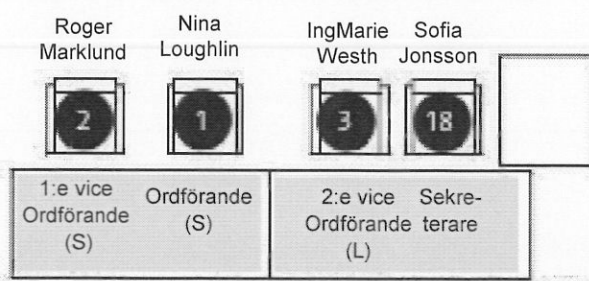 Roger
Marklund
Nina
Loughlin
IngMarie
Westh
Sofia
Jonsson
2
1
3
18
1:e vice
Ordförande
(S)
Ordförande
(S)
2:e vice
Ordförande
(L)
Sekre-
terare